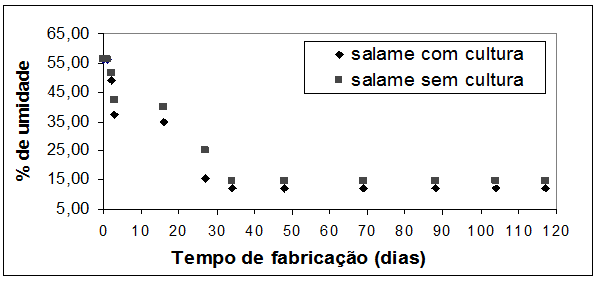 65,00
55,00
45,00
35,00
25,00
15,00
5,00
% de umidade
salame com cultura
salame sem cultura
0 10 20 30 40 50 60 70 80 90 100 110 120
Tempo de fabricação (dias)